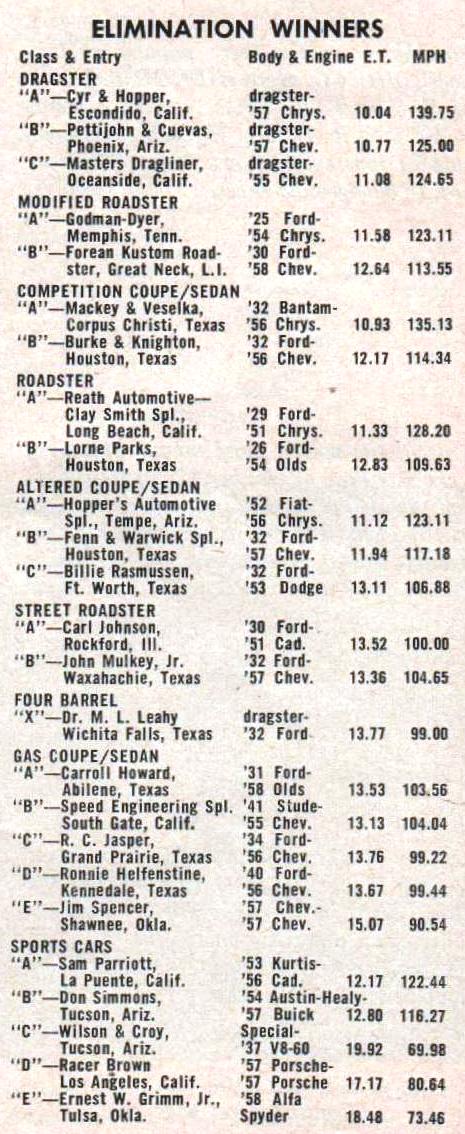 ELIMINATION WINNERS
Class & Entry Body & Engine E.T. MPH
DRAGSTER
"A"—Cyr & Hopper, dragster-
Escondido, Calif. '57 Chrys. 10.04 139.75
"B"—Pettijohn & Cuevas, dragster-
Phoenix, Ariz. '57 Chev. 10.77 125.00
"C"—Masters Dragliner, dragster-
Oceanside, Calif. '55 Chev. 11.08 124.65
MODIFIED ROADSTER
"A"—Godman-Dyer, '25 Ford-
Memphis, Tenn. '54 Chrys. 11.58 123.11
"B"—Forean Kustom Road- '30 Ford-
ster, Great Neck, L.I. '58 Chev. 12.64 113.55
COMPETITION COUPE/SEDAN
"A"—Mackey & Veselka, '32 Bantam-
Corpus Christi, Texas '56 Chrys. 10.93 135.13
"B"—Burke & Knighton, '32 Ford-
Houston, Texas '56 Chev. 12.17 114.34
ROADSTER
"A"—Reath Automotive—
Clay Smith Spl., '29 Ford-
Long Beach, Calif. '51 Chrys. 11.33 128.20
"B"—Lorne Parks, '26 Ford-
Houston, Texas '54 Olds 12.83 109.63
ALTERED COUPE/SEDAN
"A"—Hopper's Automotive '52 Fiat-
Spl., Tempe, Ariz. '56 Chrys. 11.12 123.11
"B"—Fenn & Warwick Spl., '32 Ford-
Houston, Texas '57 Chev. 11.94 117.18
"C"—Billie Rasmussen, '32 Ford-
Ft. Worth, Texas '53 Dodge 13.11 106.88
STREET ROADSTER
"A"—Carl Johnson, '30 Ford-
Rockford, Ill. '51 Cad. 13.52 100.00
"B"—John Mulkey, Jr. '32 Ford-
Waxahachie, Texas '57 Chev. 13.36 104.65
FOUR BARREL
"X"—Dr. M. L. Leahy dragster-
Wichita Falls, Texas '32 Ford 13.77 99.00
GAS COUPE/SEDAN
"A"—Carroll Howard, '31 Ford-
Abilene, Texas '58 Olds 13.53 103.56
"B"—Speed Engineering Spl. '41 Stude-
South Gate, Calif. '55 Chev. 13.13 104.04
"C"—R. C. Jasper, '34 Ford-
Grand Prairie, Texas '56 Chev. 13.76 99.22
"D"—Ronnie Helfenstine, '40 Ford-
Kennedale, Texas '56 Chev. 13.67 99.44
"E"—Jim Spencer, '57 Chev.-
Shawnee, Okla. '57 Chev. 15.07 90.54
SPORTS CARS
"A"—Sam Parriott, '53 Kurtis-
La Puente, Calif. '56 Cad. 12.17 122.44
"B"—Don Simmons, '54 Austin-Healy-
Tucson, Ariz. '57 Buick 12.80 116.27
"C"—Wilson & Croy, Special-
Tucson, Ariz. '37 V8-60 19.92 69.98
"D"—Racer Brown '57 Porsche-
Los Angeles, Calif. '57 Porsche 17.17 80.64
"E"—Ernest W. Grimm, Jr., '58 Alfa
Tulsa, Okla. Spyder 18.48 73.46